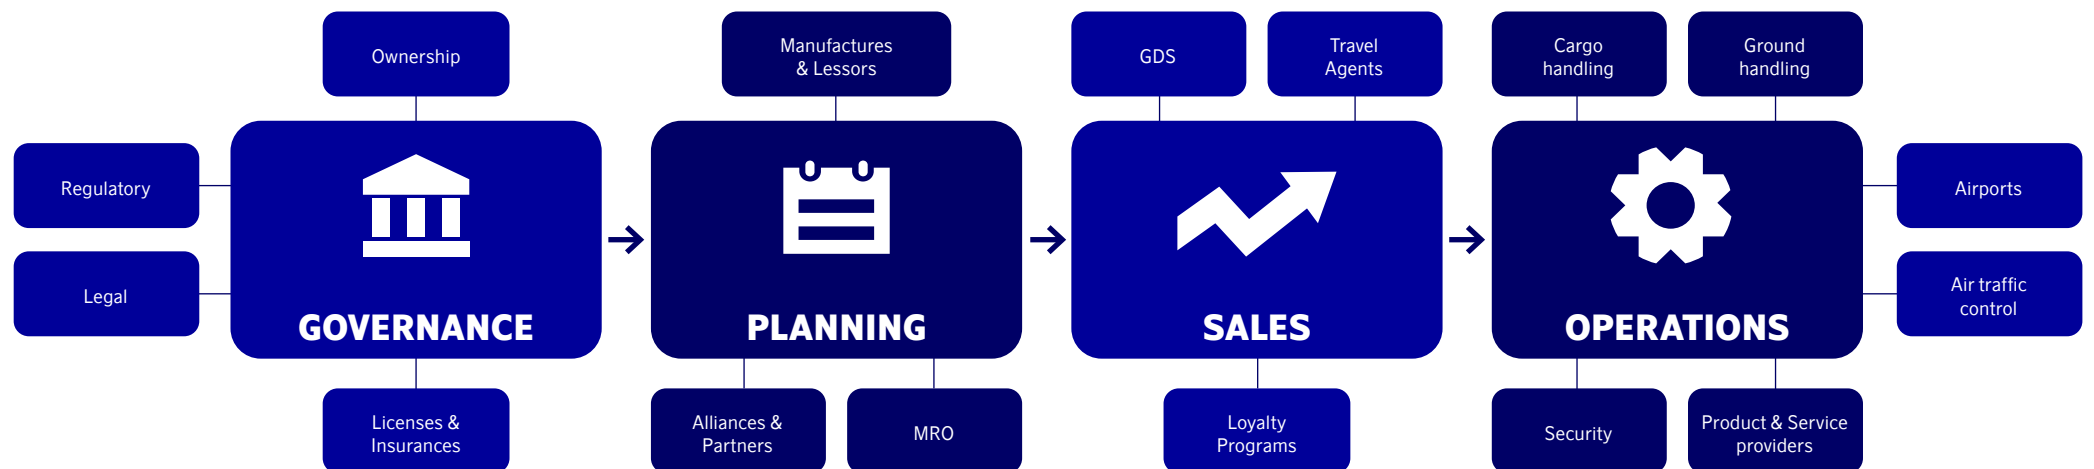 Ownership
Regulatory
Legal
GOVERNANCE
Licenses &
Insurances
Manufactures
& Lessors
PLANNING
Alliances &
Partners
MRO
GDS
Travel
Agents
SALES
Loyalty
Programs
Cargo
handling
Ground
handling
OPERATIONS
Airports
Air traffic
control
Security
Product & Service
providers